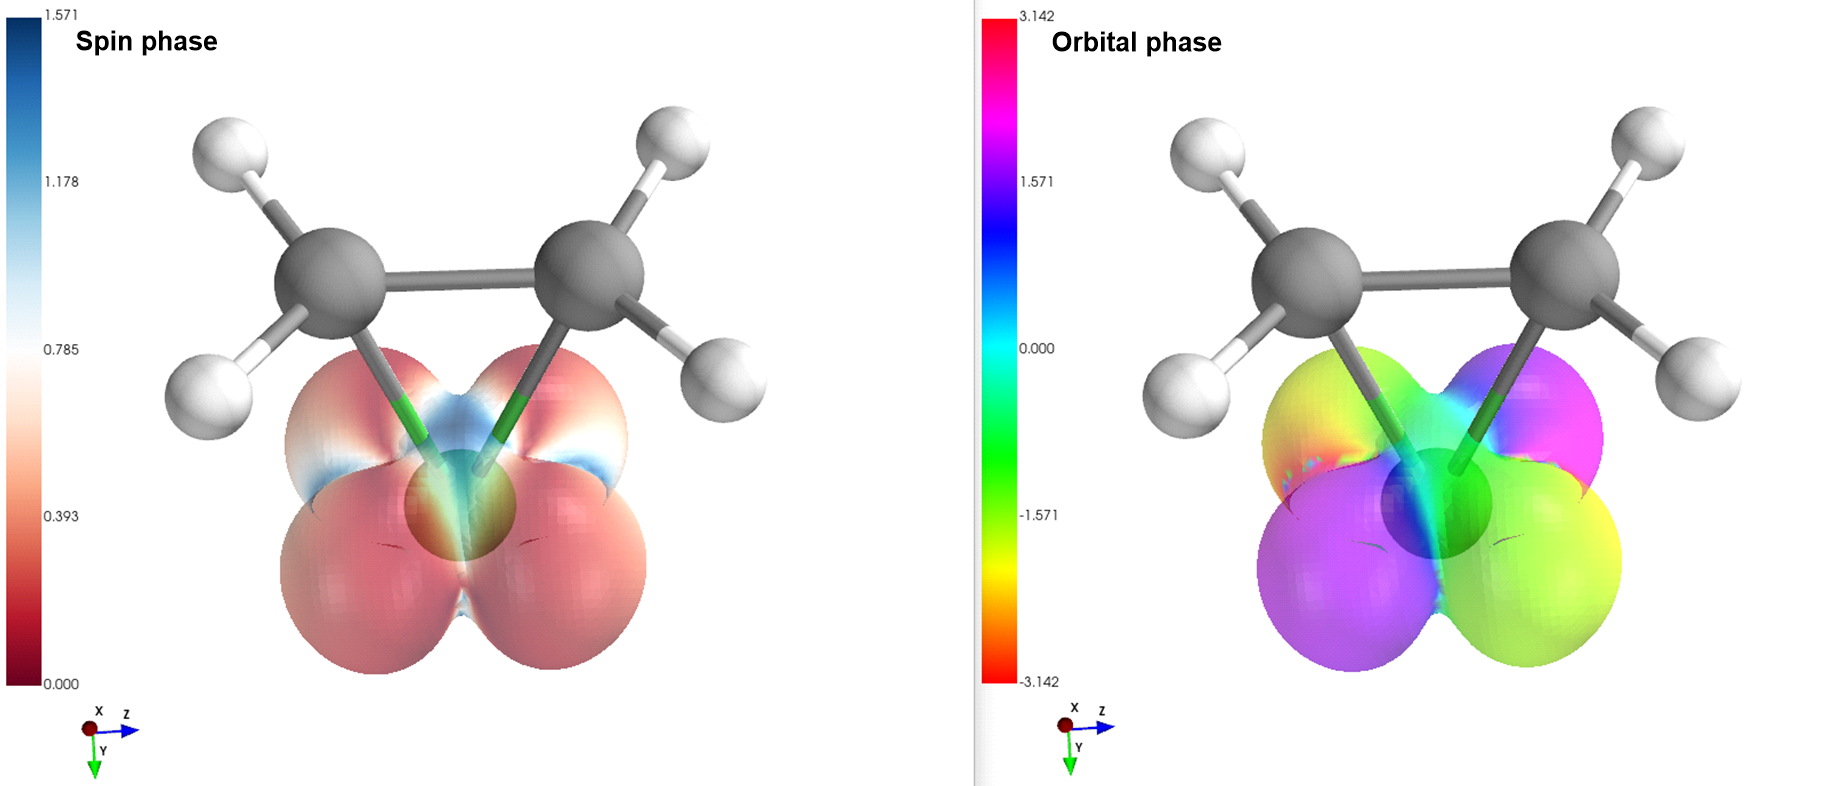 1.571
Spin phase
1.178
0.785
0.393
0.000
X
Z
Y
3.142
Orbital phase
1.571
0.000
-1.571
-3.142
X
Z
Y